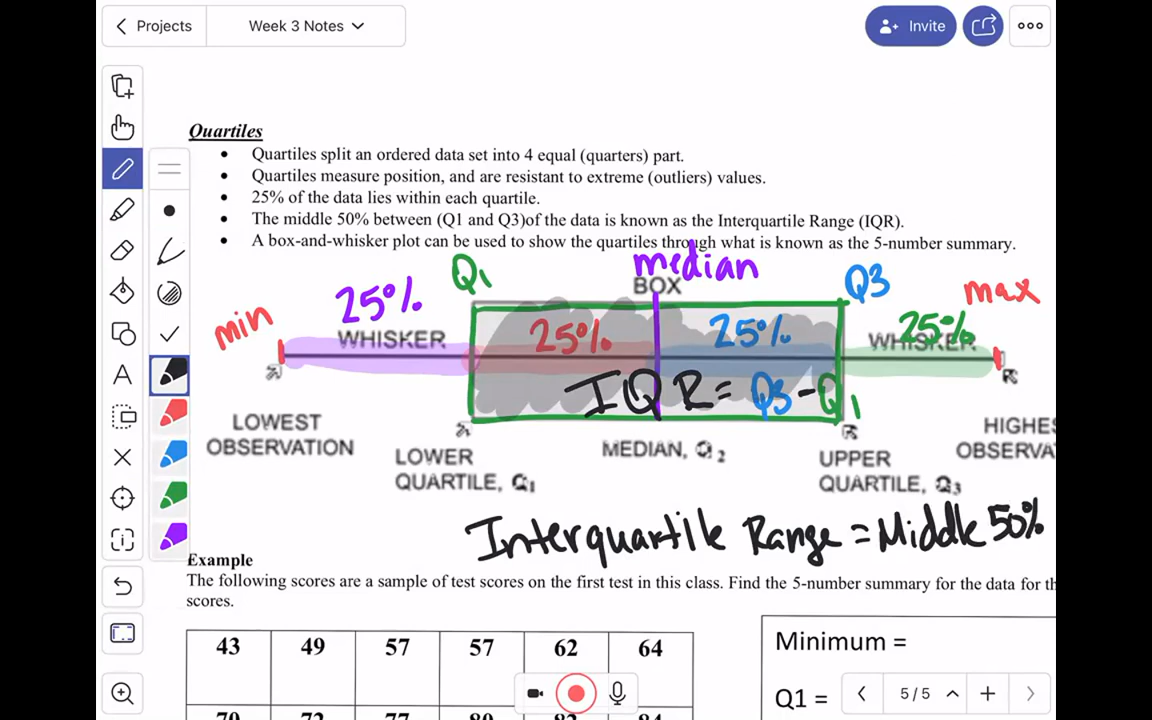 Projects
Week 3 Notes
Invite
Quartiles
Quartiles split an ordered data set into 4 equal (quarters) part.
Quartiles measure position, and are resistant to extreme (outliers) values.
25% of the data lies within each quartile.
The middle 50% between (Q1 and Q3)of the data is known as the Interquartile Range (IQR).
A box-and-whisker plot can be used to show the quartiles through what is known as the 5-number summary.
min 25% Q1 median Q3 max
BOX
WHISKER 25% 25% WHISKER 25%
IQR = Q3 - Q1
LOWEST OBSERVATION
LOWER QUARTILE, Q1
MEDIAN, Q2
UPPER QUARTILE, Q3
HIGHES
OBSERVA
Interquartile Range = Middle 50%
Example
The following scores are a sample of test scores on the first test in this class. Find the 5-number summary for the data for th
scores.
43 49 57 57 62 64
Minimum =
Q1 =
5 / 5
A